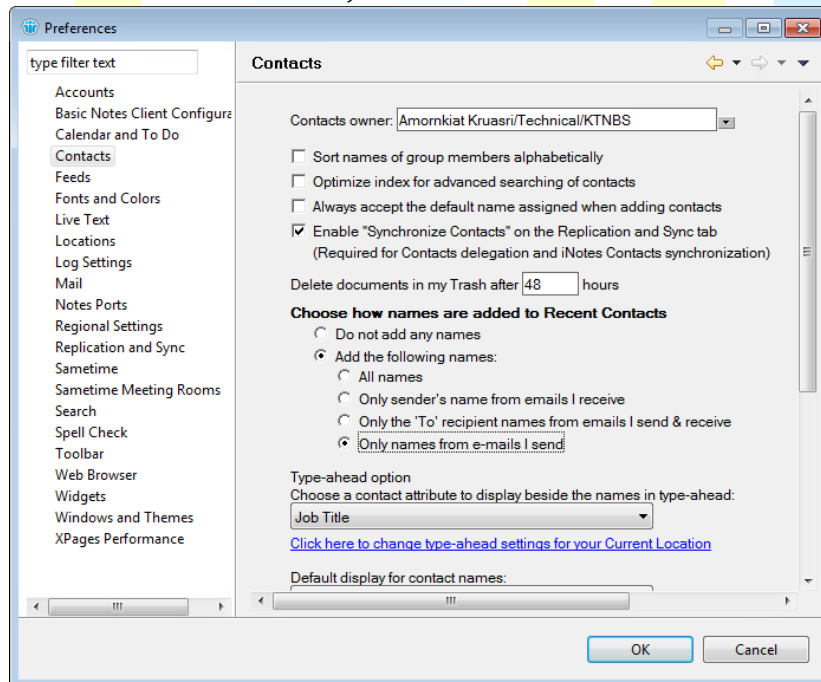 Preferences
type filter text
Contacts
Accounts
Basic Notes Client Configura
Calendar and To Do
Contacts
Feeds
Fonts and Colors
Live Text
Locations
Log Settings
Mail
Notes Ports
Regional Settings
Replication and Sync
Sametime
Sametime Meeting Rooms
Search
Spell Check
Toolbar
Web Browser
Widgets
Windows and Themes
XPages Performance
Contacts owner: Amornkiat Kruasri/Technical/KTNBS
Sort names of group members alphabetically
Optimize index for advanced searching of contacts
Always accept the default name assigned when adding contacts
Enable "Synchronize Contacts" on the Replication and Sync tab
(Required for Contacts delegation and iNotes Contacts synchronization)
Delete documents in my Trash after 48 hours
Choose how names are added to Recent Contacts
Do not add any names
Add the following names:
All names
Only sender's name from emails I receive
Only the 'To' recipient names from emails I send & receive
Only names from e-mails I send
Type-ahead option
Choose a contact attribute to display beside the names in type-ahead:
Job Title
Click here to change type-ahead settings for your Current Location
Default display for contact names:
OK
Cancel